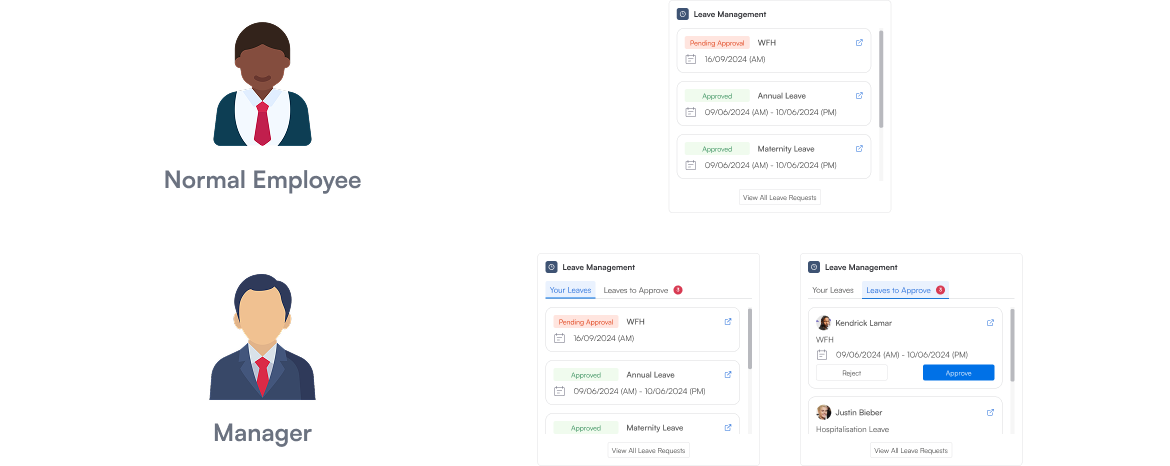 Leave Management
Pending Approval WFH
16/09/2024 (AM)
Approved Annual Leave
09/06/2024 (AM) - 10/06/2024 (PM)
Approved Maternity Leave
09/06/2024 (AM) - 10/06/2024 (PM)
View All Leave Requests
Normal Employee
Leave Management
Your Leaves Leaves to Approve 3
Pending Approval WFH
16/09/2024 (AM)
Approved Annual Leave
09/06/2024 (AM) - 10/06/2024 (PM)
Approved Maternity Leave
View All Leave Requests
Leave Management
Your Leaves Leaves to Approve 3
Kendrick Lamar
WFH
09/06/2024 (AM) - 10/06/2024 (PM)
Reject Approve
Justin Bieber
Hospitalisation Leave
View All Leave Requests
Manager